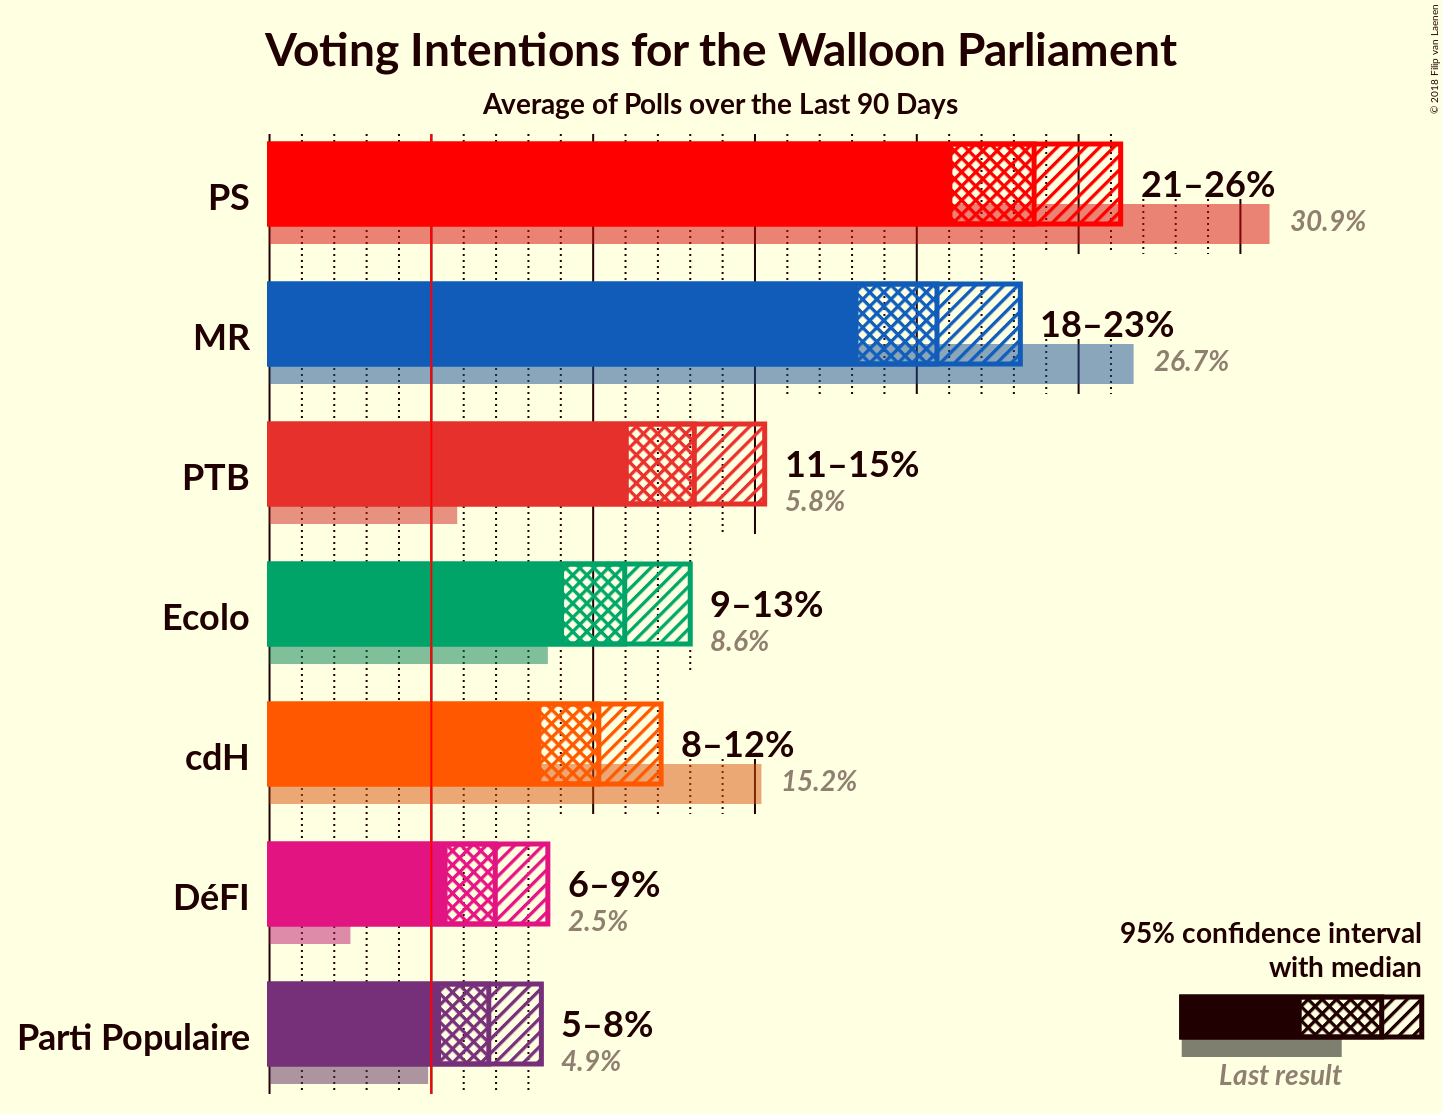 Voting Intentions for the Walloon Parliament
Average of Polls over the Last 90 Days
© 2018 Filip van Laenen
PS
21–26%
30.9%
MR
18–23%
26.7%
PTB
11–15%
5.8%
Ecolo
9–13%
8.6%
cdH
8–12%
15.2%
DéFI
6–9%
2.5%
Parti Populaire
5–8%
4.9%
95% confidence interval
with median
Last result